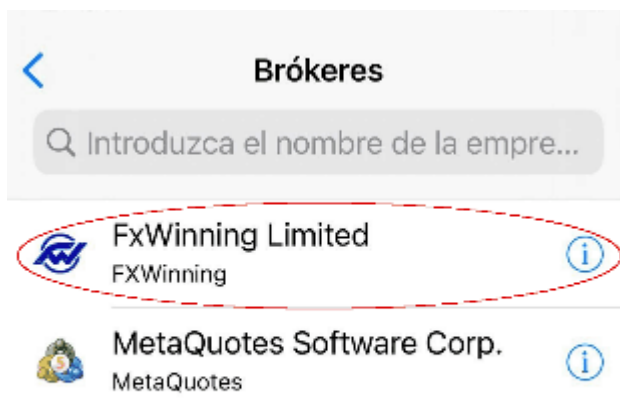 Brókeres
Introduzca el nombre de la empre...
FxWinning Limited
FXWinning
MetaQuotes Software Corp.
MetaQuotes